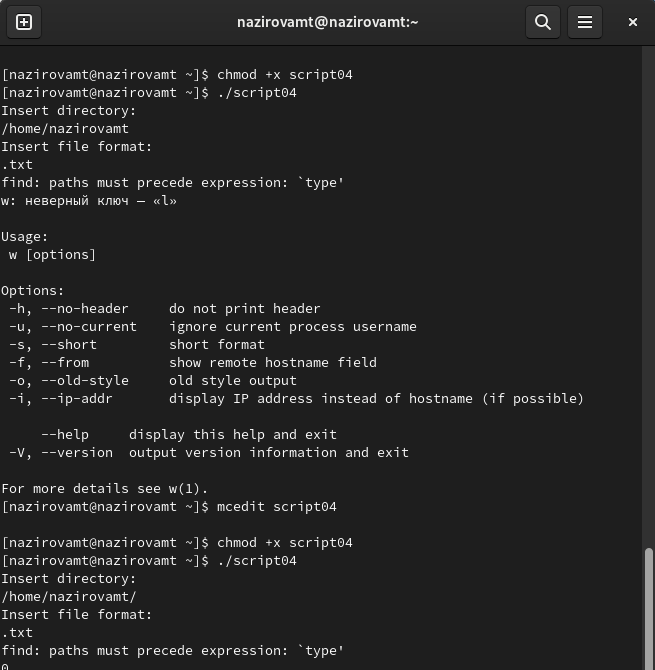 nazirovamt@nazirovamt:~
[nazirovamt@nazirovamt ~]$ chmod +x script04
[nazirovamt@nazirovamt ~]$ ./script04
Insert directory:
/home/nazirovamt
Insert file format:
.txt
find: paths must precede expression: `type'
w: неверный ключ — «l»
Usage:
 w [options]
Options:
 -h, --no-header     do not print header
 -u, --no-current    ignore current process username
 -s, --short         short format
 -f, --from          show remote hostname field
 -o, --old-style     old style output
 -i, --ip-addr       display IP address instead of hostname (if possible)
     --help     display this help and exit
 -V, --version  output version information and exit
For more details see w(1).
[nazirovamt@nazirovamt ~]$ mcedit script04
[nazirovamt@nazirovamt ~]$ chmod +x script04
[nazirovamt@nazirovamt ~]$ ./script04
Insert directory:
/home/nazirovamt/
Insert file format:
.txt
find: paths must precede expression: `type'
0